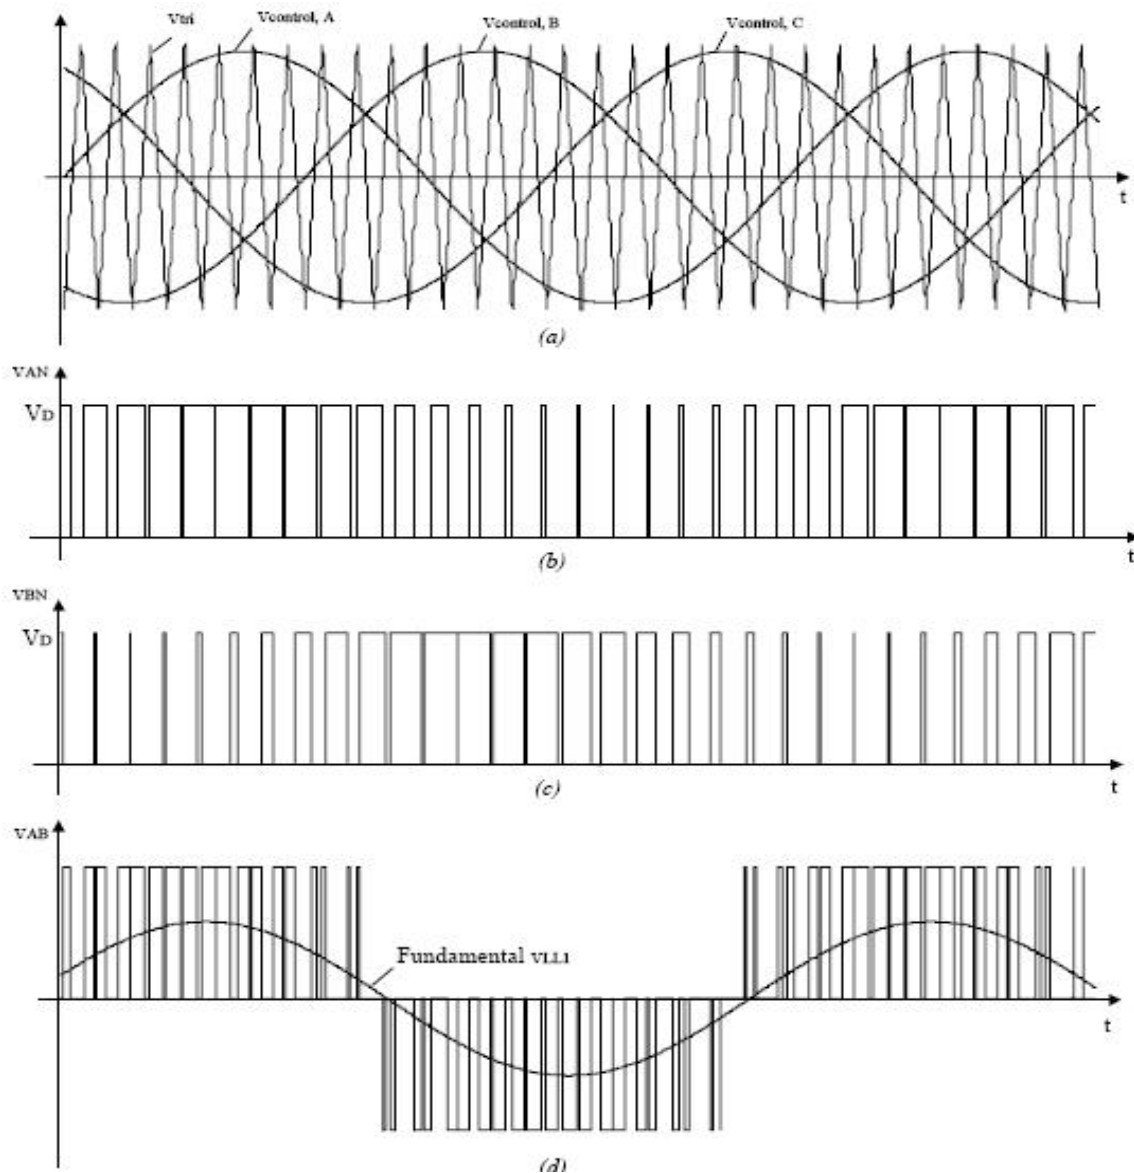 Vtri
Vcontrol, A
Vcontrol, B
Vcontrol, C
t
(a)
VAN
VD
t
(b)
VBN
VD
t
(c)
VAB
Fundamental VLL1
t
(d)